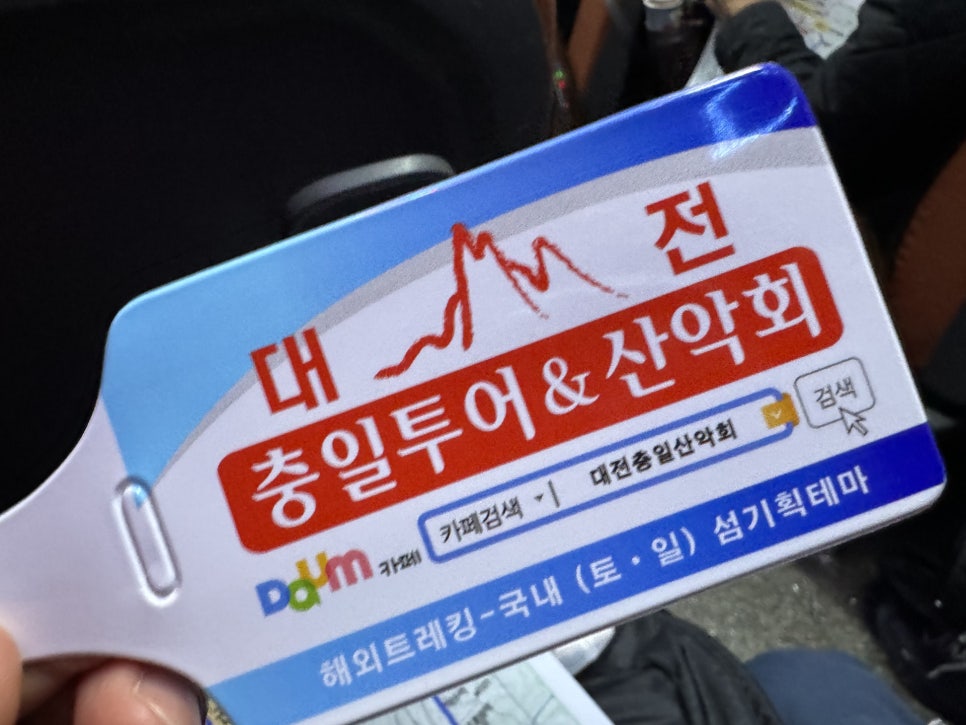 대전
충일투어&산악회
Daum 카페 카페검색 대전충일산악회 검색
해외트레킹-국내 (토·일) 섬기획테마